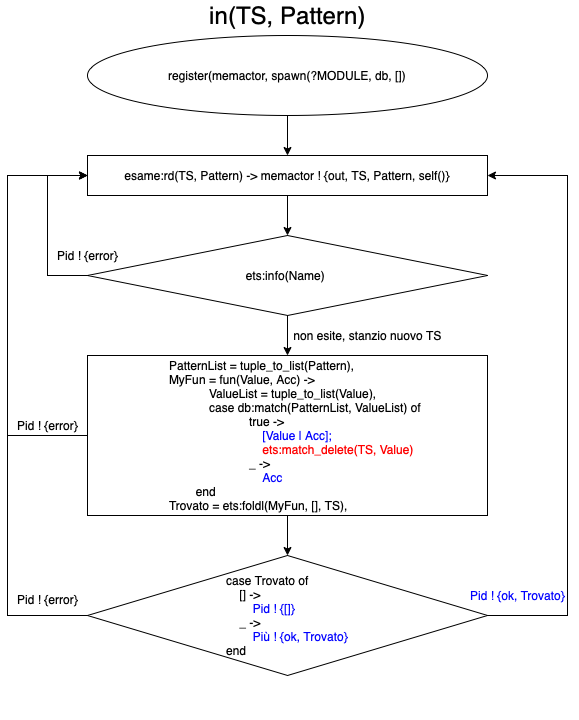 in(TS, Pattern)
register(memactor, spawn(?MODULE, db, [])
esame:rd(TS, Pattern) -> memactor ! {out, TS, Pattern, self()}
Pid ! {error}
ets:info(Name)
non esite, stanzio nuovo TS
PatternList = tuple_to_list(Pattern),
MyFun = fun(Value, Acc) ->
ValueList = tuple_to_list(Value),
case db:match(PatternList, ValueList) of
true ->
[Value | Acc];
ets:match_delete(TS, Value)
_ ->
Acc
end
Trovato = ets:foldl(MyFun, [], TS),
Pid ! {error}
case Trovato of
[] ->
Pid ! {[]}
_ ->
Più ! {ok, Trovato}
end
Pid ! {error}
Pid ! {ok, Trovato}